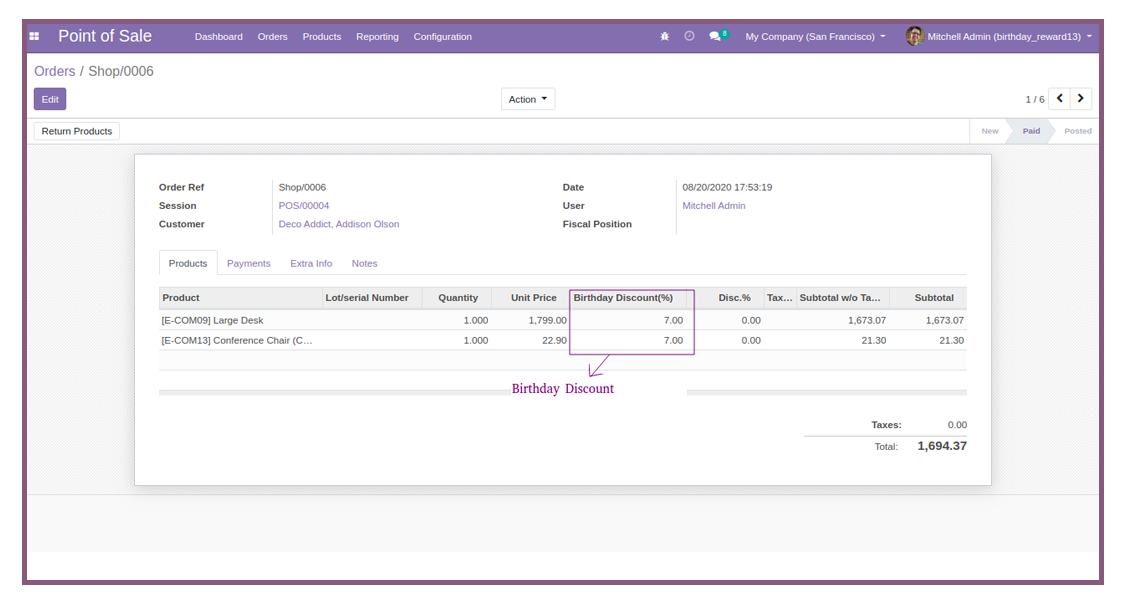 Point of Sale Dashboard Orders Products Reporting Configuration 8 My Company (San Francisco) Mitchell Admin (birthday_reward13)
Orders / Shop/0006
Edit Action 1 / 6
Return Products New Paid Posted
Order Ref Shop/0006 Date 08/20/2020 17:53:19
Session POS/00004 User Mitchell Admin
Customer Deco Addict, Addison Olson Fiscal Position
Products Payments Extra Info Notes
Product Lot/serial Number Quantity Unit Price Birthday Discount(%) Disc.% Tax... Subtotal w/o Ta... Subtotal
[E-COM09] Large Desk 1.000 1,799.00 7.00 0.00 1,673.07 1,673.07
[E-COM13] Conference Chair (C... 1.000 22.90 7.00 0.00 21.30 21.30
Birthday Discount
Taxes: 0.00
Total: 1,694.37